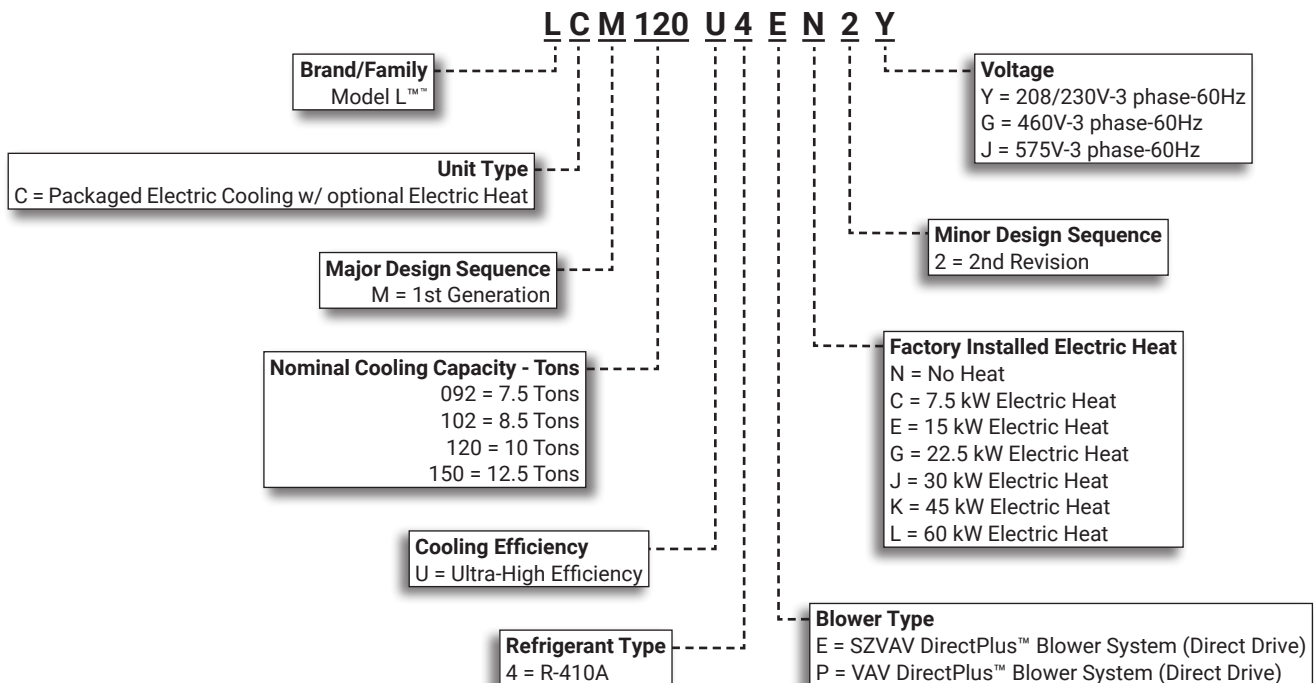 L C M 120 U 4 E N 2 Y
Brand/Family
Model L™™
Voltage
Y = 208/230V-3 phase-60Hz
G = 460V-3 phase-60Hz
J = 575V-3 phase-60Hz
Unit Type
C = Packaged Electric Cooling w/ optional Electric Heat
Minor Design Sequence
2 = 2nd Revision
Major Design Sequence
M = 1st Generation
Factory Installed Electric Heat
N = No Heat
C = 7.5 kW Electric Heat
E = 15 kW Electric Heat
G = 22.5 kW Electric Heat
J = 30 kW Electric Heat
K = 45 kW Electric Heat
L = 60 kW Electric Heat
Nominal Cooling Capacity - Tons
092 = 7.5 Tons
102 = 8.5 Tons
120 = 10 Tons
150 = 12.5 Tons
Cooling Efficiency
U = Ultra-High Efficiency
Blower Type
E = SZVAV DirectPlus™ Blower System (Direct Drive)
P = VAV DirectPlus™ Blower System (Direct Drive)
Refrigerant Type
4 = R-410A